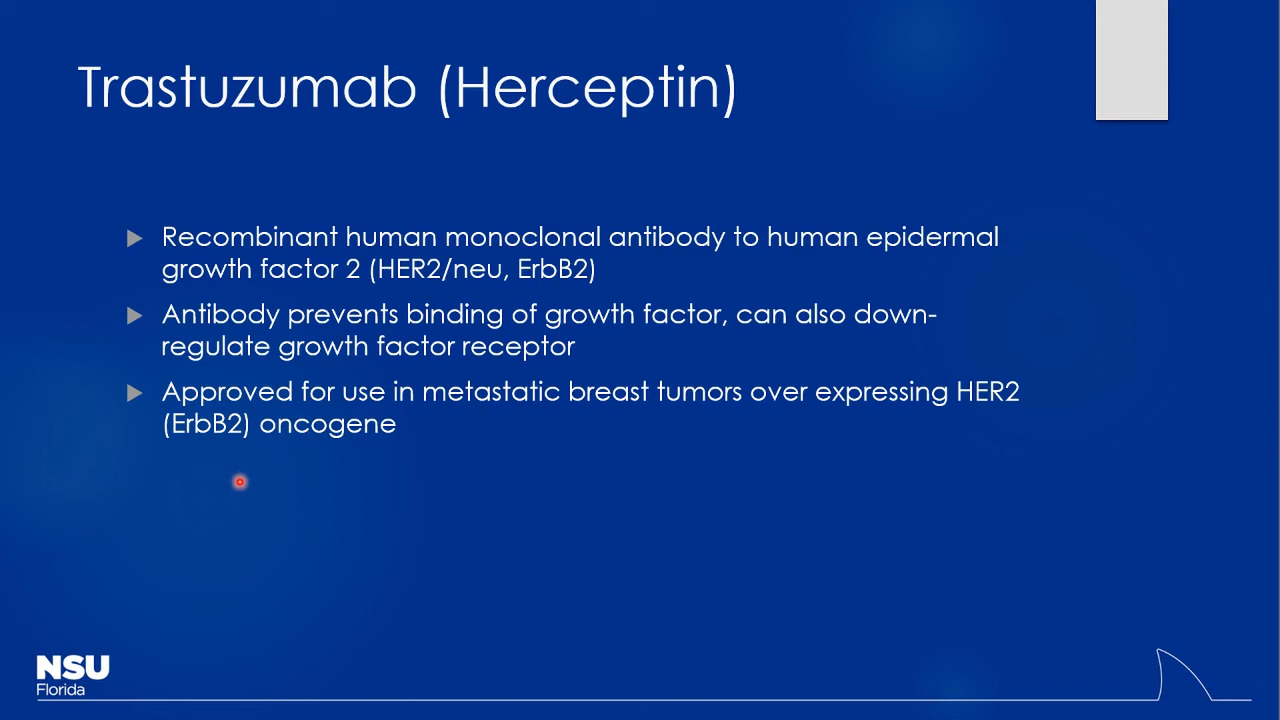 Trastuzumab (Herceptin)
Recombinant human monoclonal antibody to human epidermal
growth factor 2 (HER2/neu, ErbB2)
Antibody prevents binding of growth factor, can also down-
regulate growth factor receptor
Approved for use in metastatic breast tumors over expressing HER2
(ErbB2) oncogene
NSU
Florida